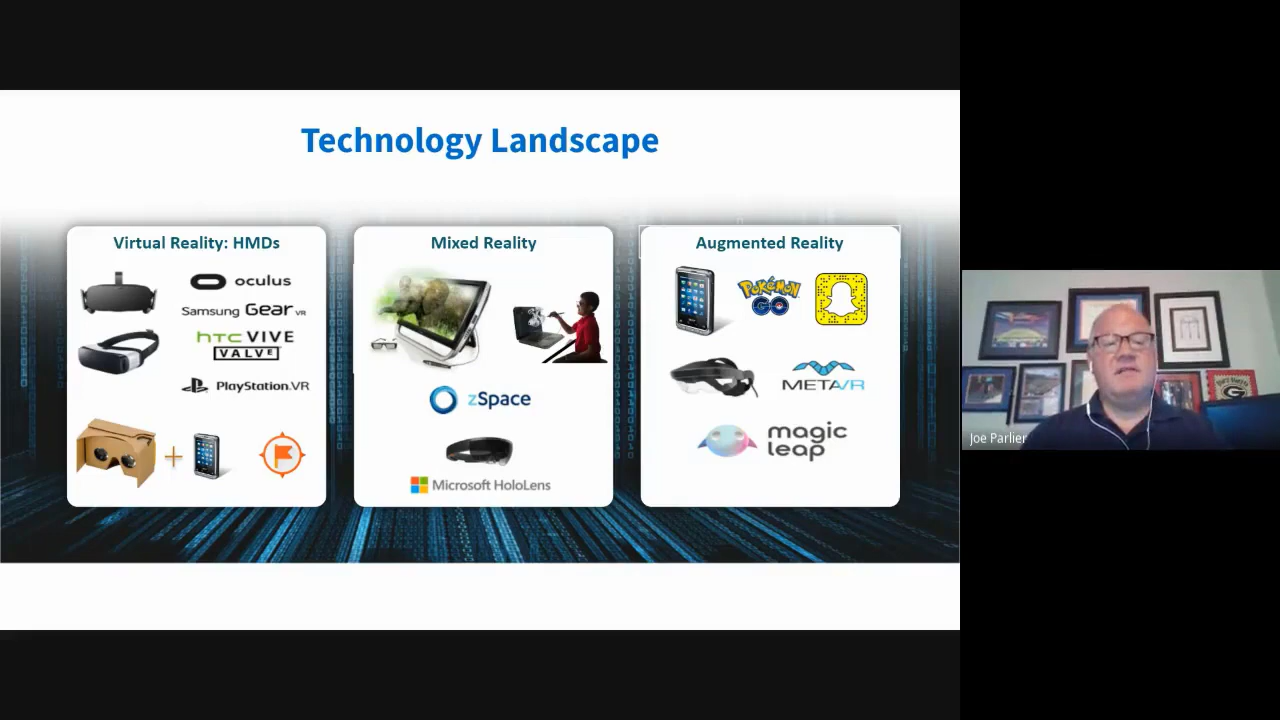 Technology Landscape
Virtual Reality: HMDs
oculus
Samsung Gear VR
HTC VIVE
VALVE
PlayStation.VR
+
Mixed Reality
zSpace
Microsoft HoloLens
Augmented Reality
POKÉMON
GO
METAVR
magic
leap
Joe Parlier
G